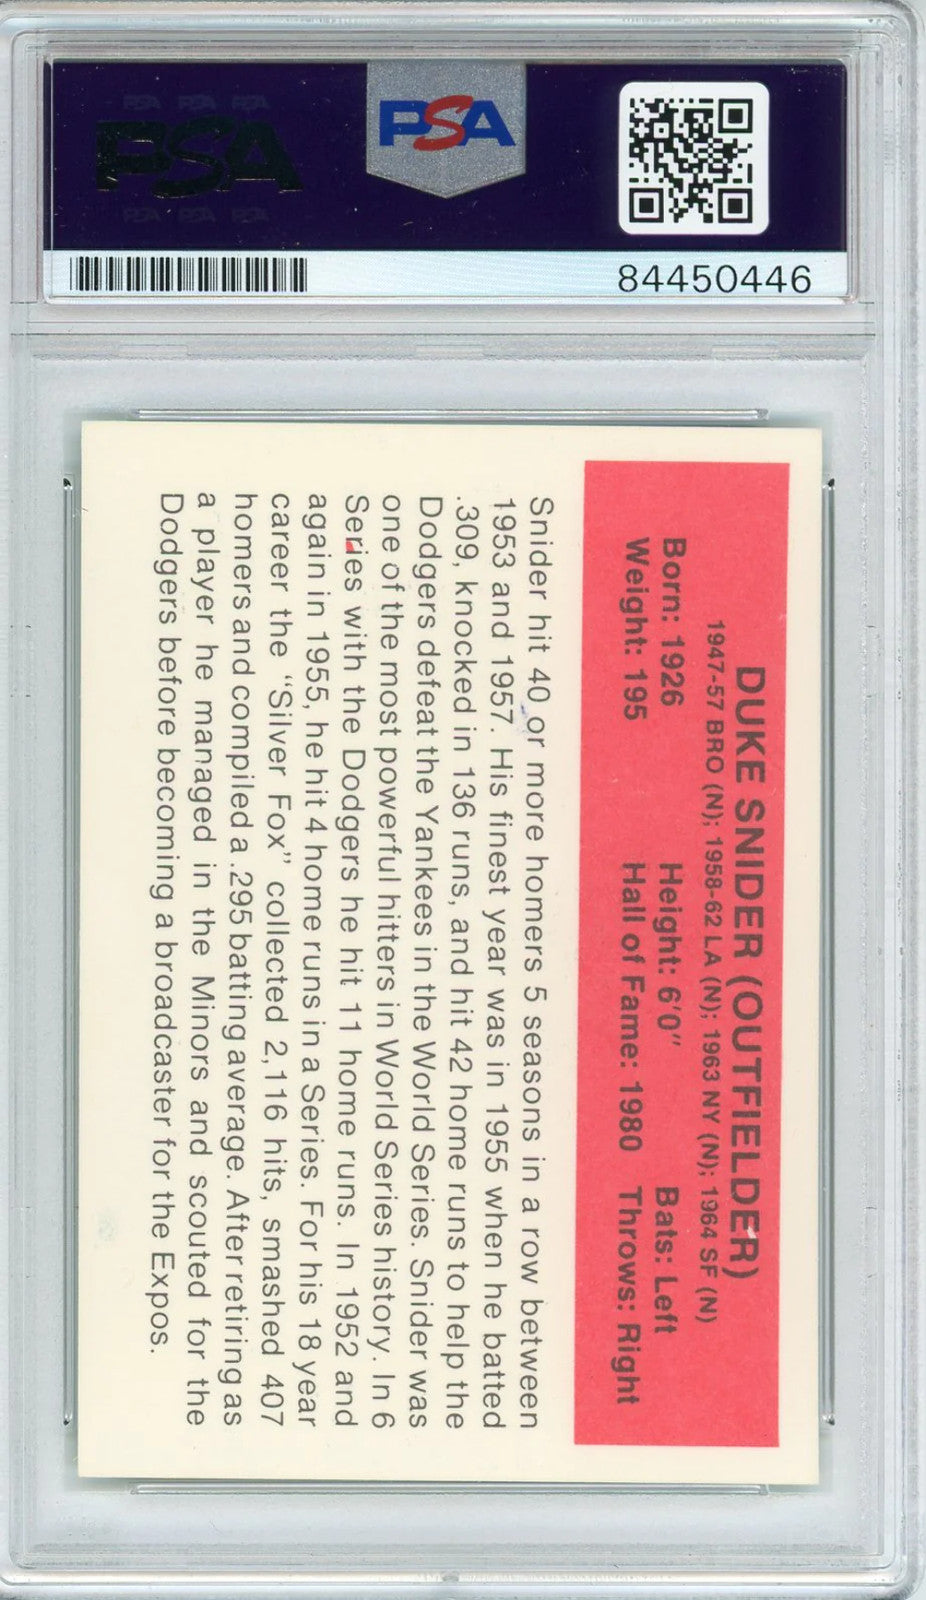 PSA PSA PSA
PSA
PSA PSA PSA
PSA
84450446
DUKE SNIDER (OUTFIELDER)
1947-57 BRO (N); 1958-62 LA (N); 1963 NY (N); 1964 SF (N)
Born: 1926 Height: 6'0" Bats: Left
Weight: 195 Hall of Fame: 1980 Throws: Right
Snider hit 40 or more homers 5 seasons in a row between
1953 and 1957. His finest year was in 1955 when he batted
.309, knocked in 136 runs, and hit 42 home runs to help the
Dodgers defeat the Yankees in the World Series. Snider was
one of the most powerful hitters in World Series history. In 6
Series with the Dodgers he hit 11 home runs. In 1952 and
again in 1955, he hit 4 home runs in a Series. For his 18 year
career the "Silver Fox" collected 2,116 hits, smashed 407
homers and compiled a .295 batting average. After retiring as
a player he managed in the Minors and scouted for the
Dodgers before becoming a broadcaster for the Expos.